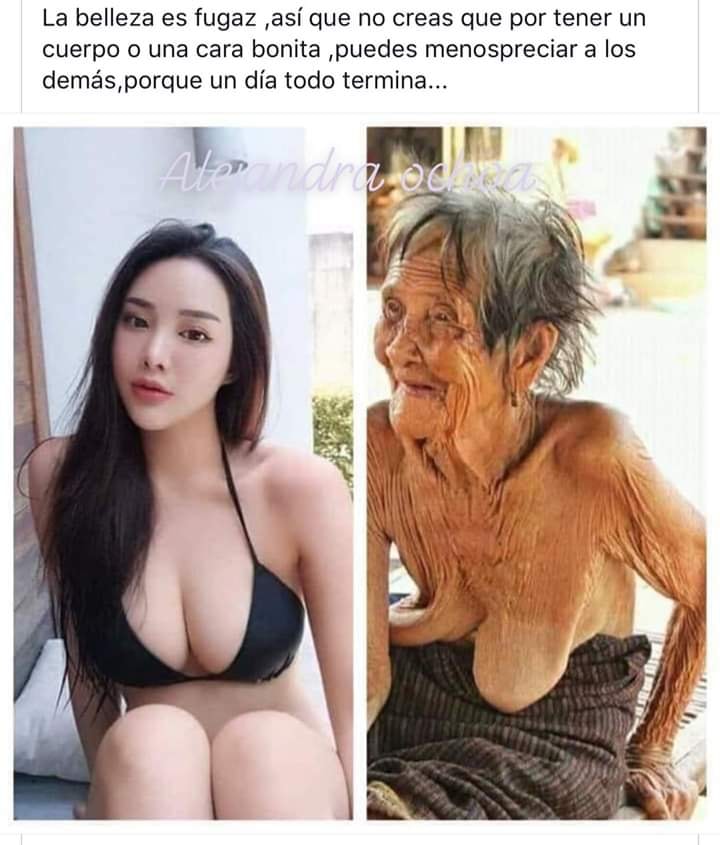 La belleza es fugaz ,así que no creas que por tener un
cuerpo o una cara bonita ,puedes menospreciar a los
demás,porque un día todo termina...
Alejandra ochoa